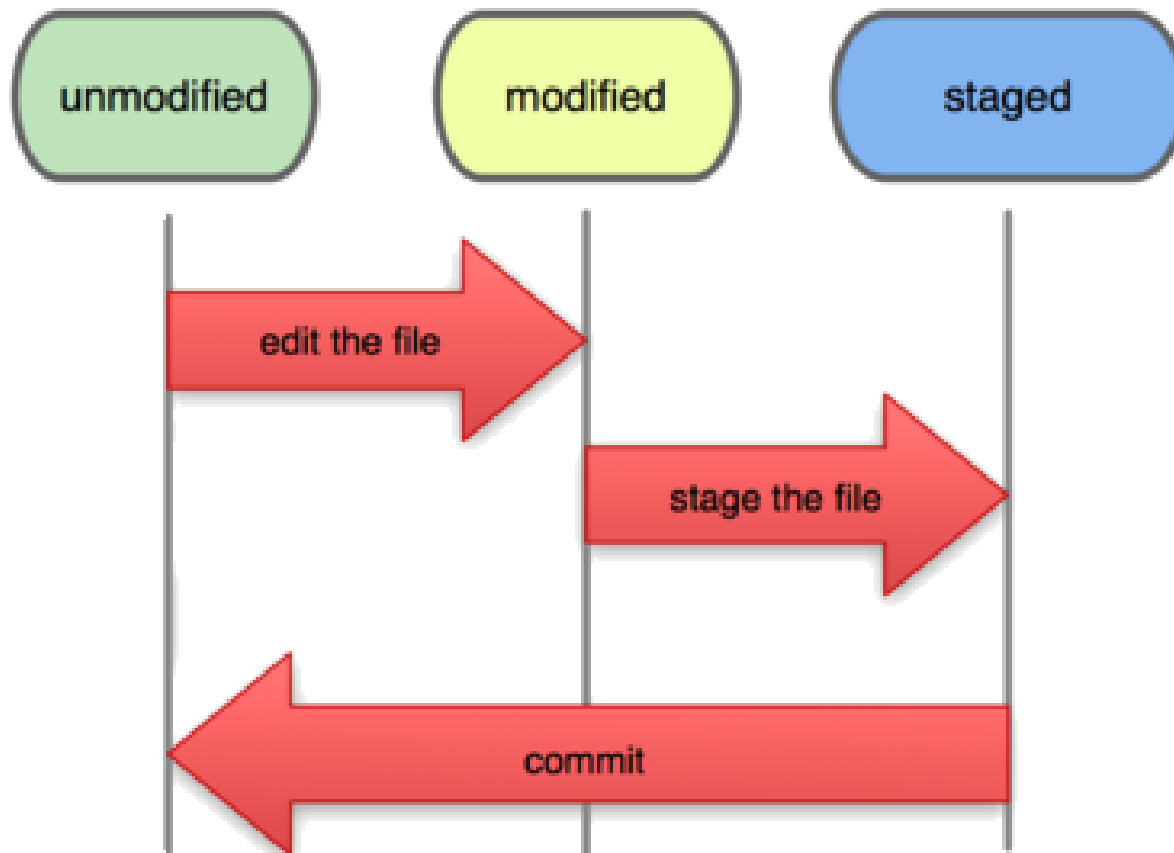 unmodified
modified
staged
edit the file
stage the file
commit